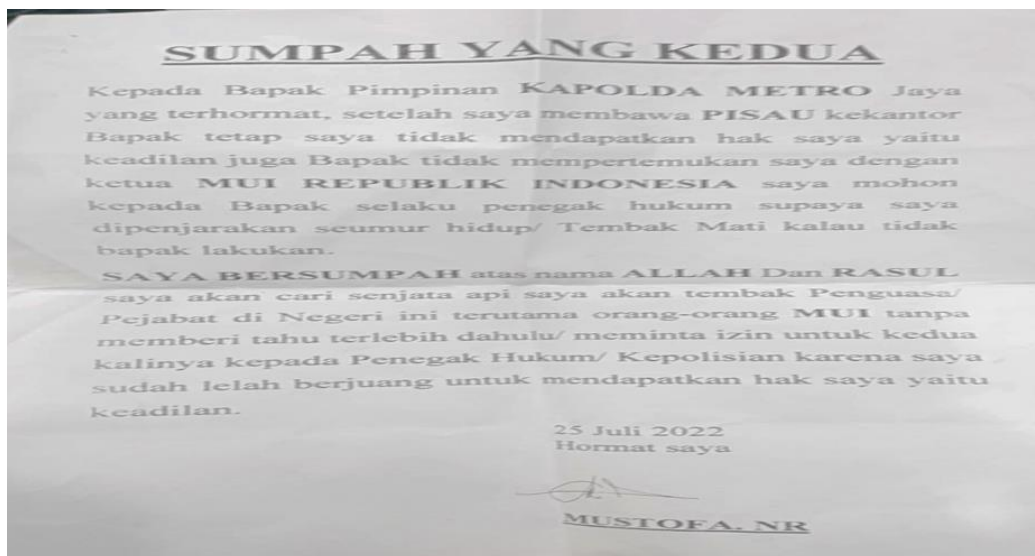 SUMPAH YANG KEDUA
Kepada Bapak Pimpinan KAPOLDA METRO Jaya
yang terhormat, setelah saya membawa PISAU kekantor
Bapak tetap saya tidak mendapatkan hak saya yaitu
keadilan juga Bapak tidak mempertemukan saya dengan
ketua MUI REPUBLIK INDONESIA saya mohon
kepada Bapak selaku penegak hukum supaya saya
dipenjarakan seumur hidup/ Tembak Mati kalau tidak
bapak lakukan.
SAYA BERSUMPAH atas nama ALLAH Dan RASUL
saya akan cari senjata api saya akan tembak Penguasa/
Pejabat di Negeri ini terutama orang-orang MUI tanpa
memberi tahu terlebih dahulu/ meminta izin untuk kedua
kalinya kepada Penegak Hukum/ Kepolisian karena saya
sudah lelah berjuang untuk mendapatkan hak saya yaitu
keadilan.
25 Juli 2022
Hormat saya
MUSTOFA. NR